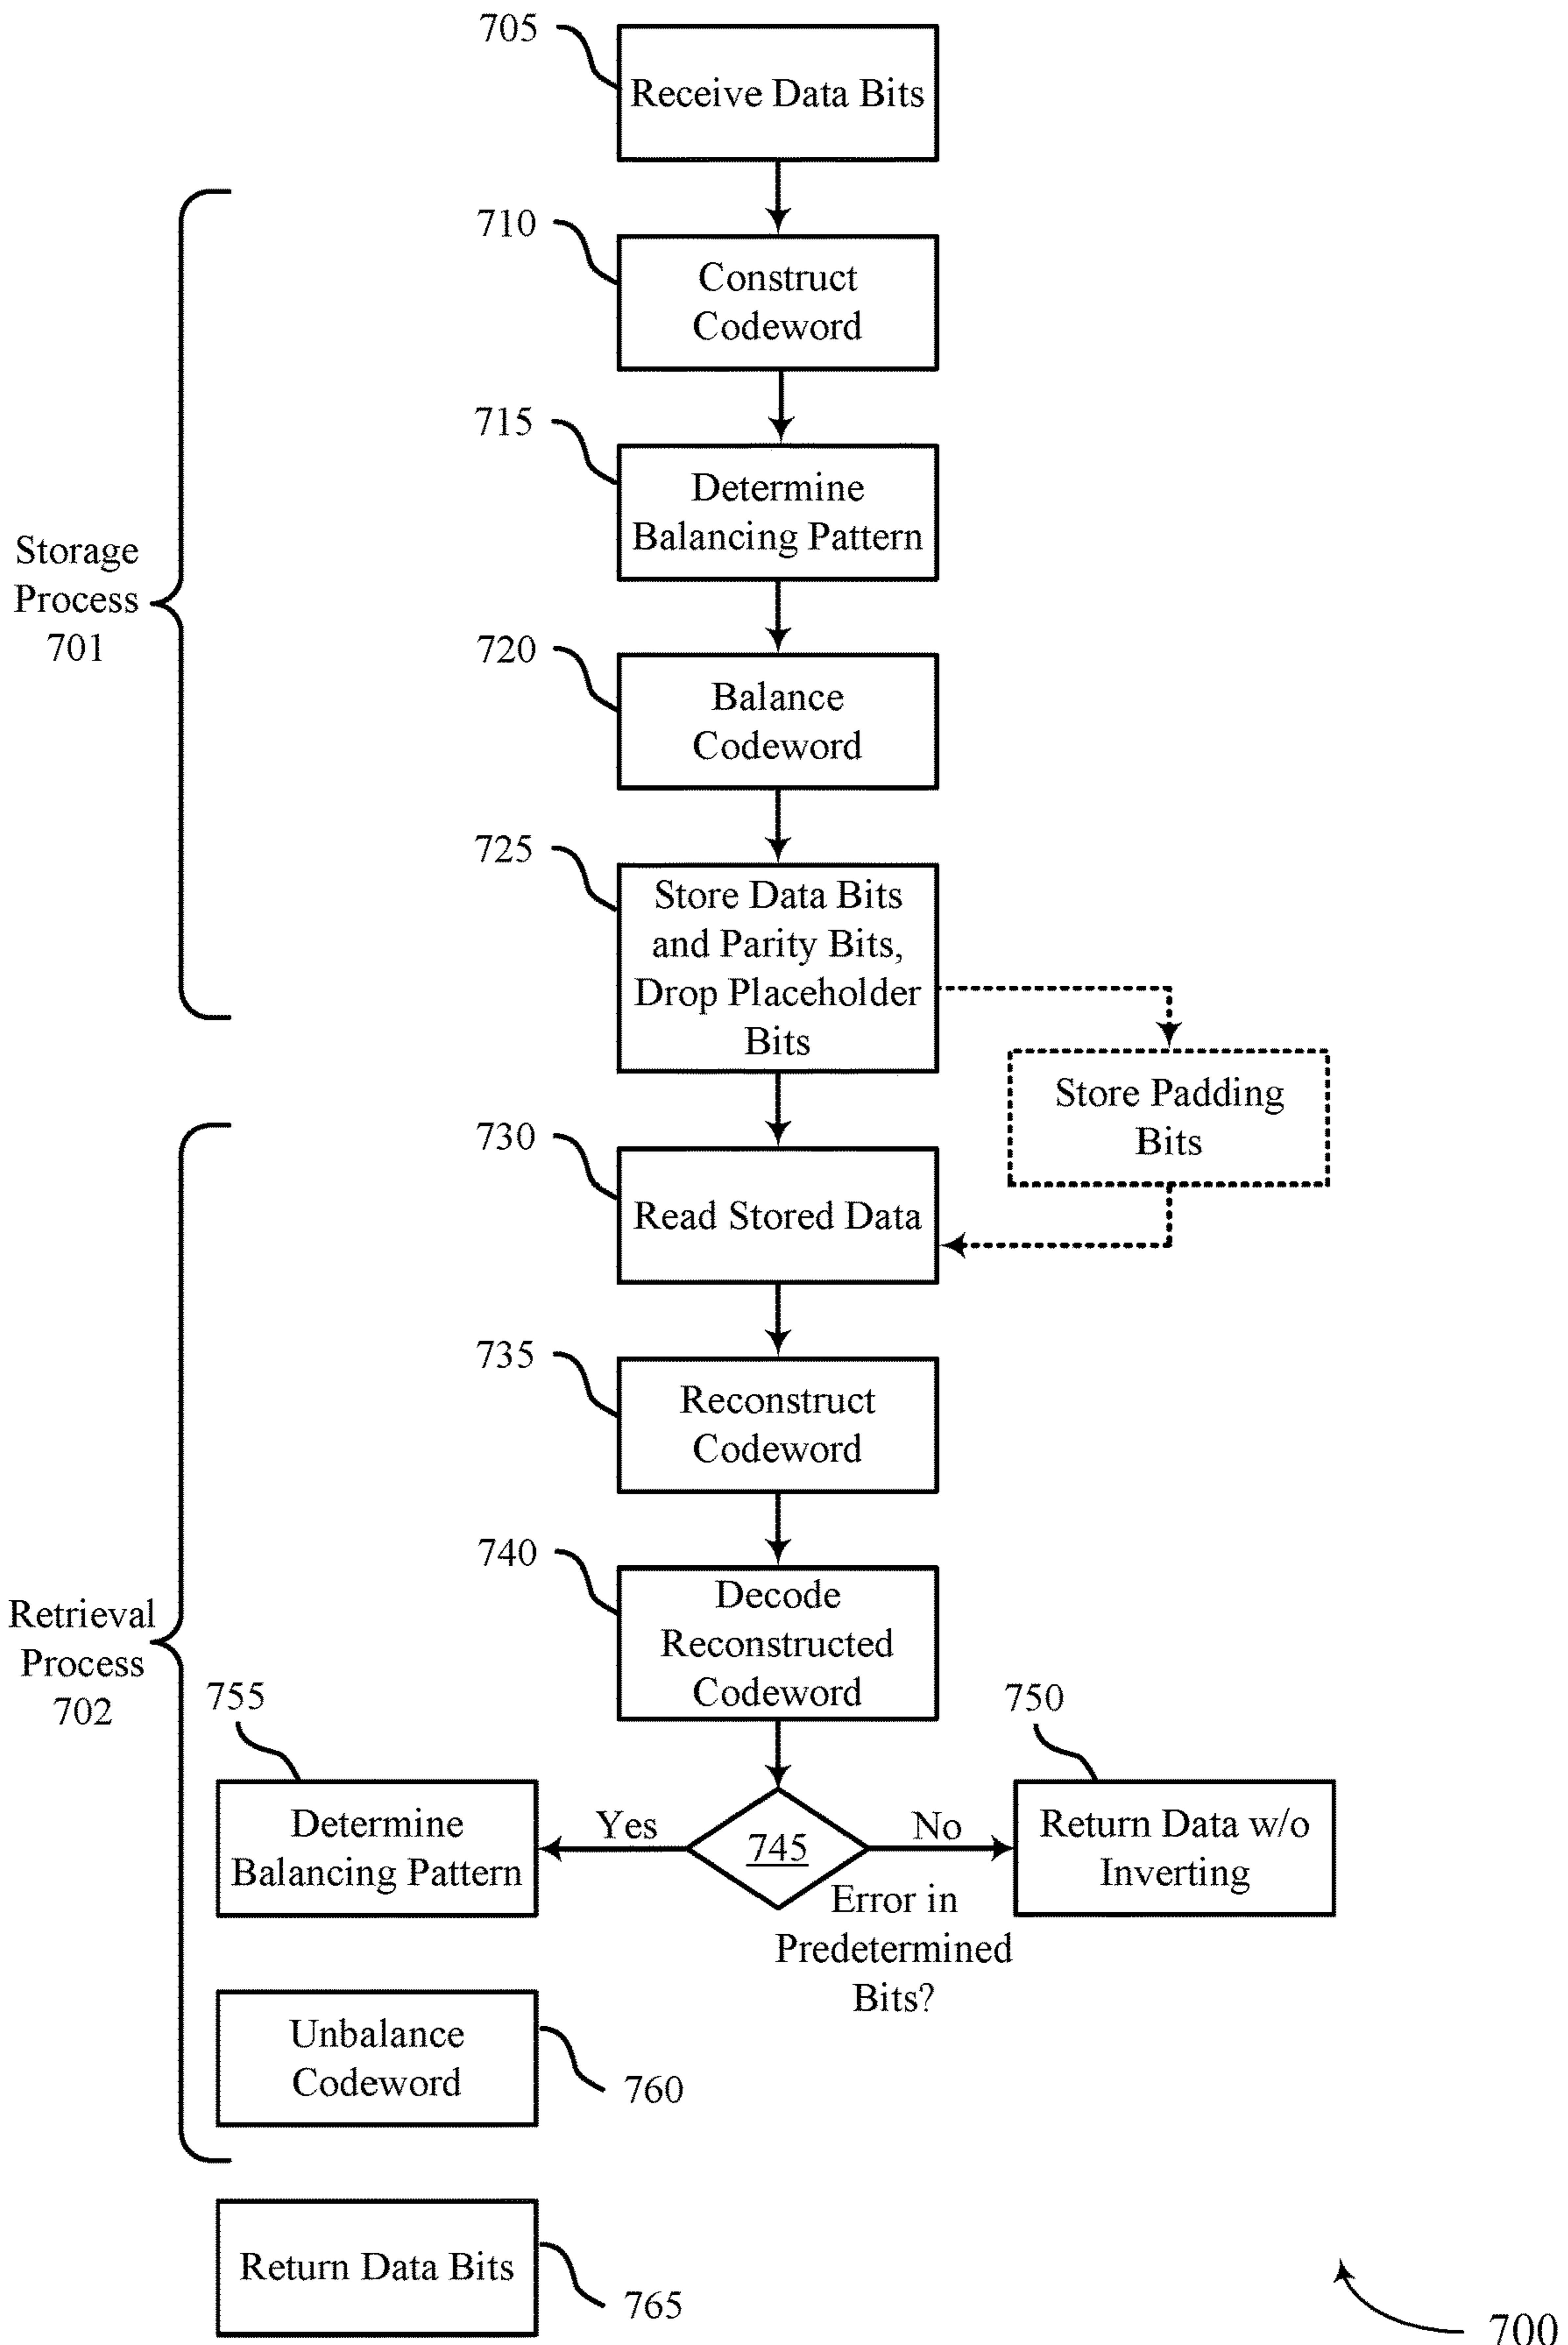 705
Receive Data Bits
710
Construct
Codeword
715
Determine
Balancing Pattern
Storage
Process
701
720
Balance
Codeword
725
Store Data Bits
and Parity Bits,
Drop Placeholder
Bits
Store Padding
Bits
730
Read Stored Data
735
Reconstruct
Codeword
740
Decode
Reconstructed
Codeword
Retrieval
Process
702
755
Determine
Balancing Pattern
Yes
745
No
Error in
Predetermined
Bits?
750
Return Data w/o
Inverting
Unbalance
Codeword
760
Return Data Bits
765
700